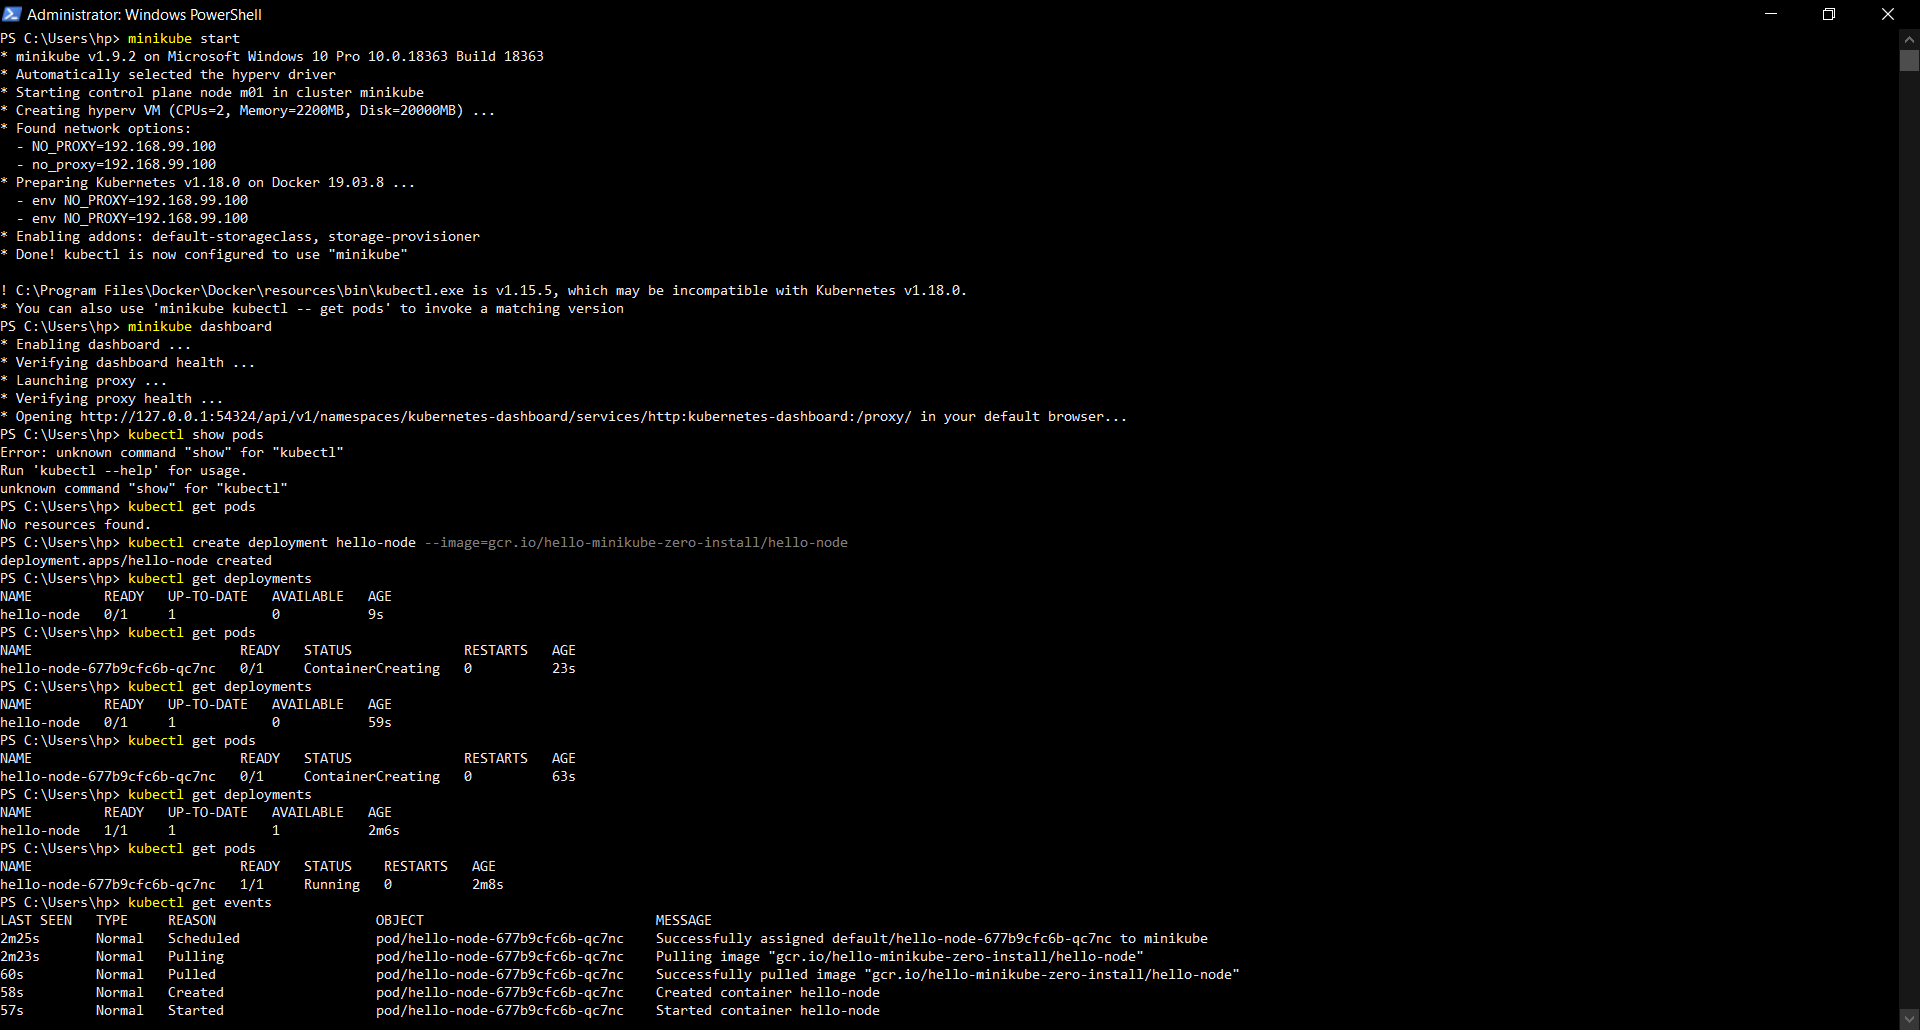 Administrator: Windows PowerShell
PS C:\Users\hp> minikube start
* minikube v1.9.2 on Microsoft Windows 10 Pro 10.0.18363 Build 18363
* Automatically selected the hyperv driver
* Starting control plane node m01 in cluster minikube
* Creating hyperv VM (CPUs=2, Memory=2200MB, Disk=20000MB) ...
* Found network options:
  - NO_PROXY=192.168.99.100
  - no_proxy=192.168.99.100
* Preparing Kubernetes v1.18.0 on Docker 19.03.8 ...
  - env NO_PROXY=192.168.99.100
  - env NO_PROXY=192.168.99.100
* Enabling addons: default-storageclass, storage-provisioner
* Done! kubectl is now configured to use "minikube"
! C:\Program Files\Docker\Docker\resources\bin\kubectl.exe is v1.15.5, which may be incompatible with Kubernetes v1.18.0.
* You can also use 'minikube kubectl -- get pods' to invoke a matching version
PS C:\Users\hp> minikube dashboard
* Enabling dashboard ...
* Verifying dashboard health ...
* Launching proxy ...
* Verifying proxy health ...
* Opening http://127.0.0.1:54324/api/v1/namespaces/kubernetes-dashboard/services/http:kubernetes-dashboard:/proxy/ in your default browser...
PS C:\Users\hp> kubectl show pods
Error: unknown command "show" for "kubectl"
Run 'kubectl --help' for usage.
unknown command "show" for "kubectl"
PS C:\Users\hp> kubectl get pods
No resources found.
PS C:\Users\hp> kubectl create deployment hello-node --image=gcr.io/hello-minikube-zero-install/hello-node
deployment.apps/hello-node created
PS C:\Users\hp> kubectl get deployments
NAME         READY   UP-TO-DATE   AVAILABLE   AGE
hello-node   0/1     1            0           9s
PS C:\Users\hp> kubectl get pods
NAME                          READY   STATUS              RESTARTS   AGE
hello-node-677b9cfc6b-qc7nc   0/1     ContainerCreating   0          23s
PS C:\Users\hp> kubectl get deployments
NAME         READY   UP-TO-DATE   AVAILABLE   AGE
hello-node   0/1     1            0           59s
PS C:\Users\hp> kubectl get pods
NAME                          READY   STATUS              RESTARTS   AGE
hello-node-677b9cfc6b-qc7nc   0/1     ContainerCreating   0          63s
PS C:\Users\hp> kubectl get deployments
NAME         READY   UP-TO-DATE   AVAILABLE   AGE
hello-node   1/1     1            1           2m6s
PS C:\Users\hp> kubectl get pods
NAME                          READY   STATUS    RESTARTS   AGE
hello-node-677b9cfc6b-qc7nc   1/1     Running   0          2m8s
PS C:\Users\hp> kubectl get events
LAST SEEN   TYPE     REASON                    OBJECT                             MESSAGE
2m25s       Normal   Scheduled                 pod/hello-node-677b9cfc6b-qc7nc    Successfully assigned default/hello-node-677b9cfc6b-qc7nc to minikube
2m23s       Normal   Pulling                   pod/hello-node-677b9cfc6b-qc7nc    Pulling image "gcr.io/hello-minikube-zero-install/hello-node"
60s         Normal   Pulled                    pod/hello-node-677b9cfc6b-qc7nc    Successfully pulled image "gcr.io/hello-minikube-zero-install/hello-node"
58s         Normal   Created                   pod/hello-node-677b9cfc6b-qc7nc    Created container hello-node
57s         Normal   Started                   pod/hello-node-677b9cfc6b-qc7nc    Started container hello-node